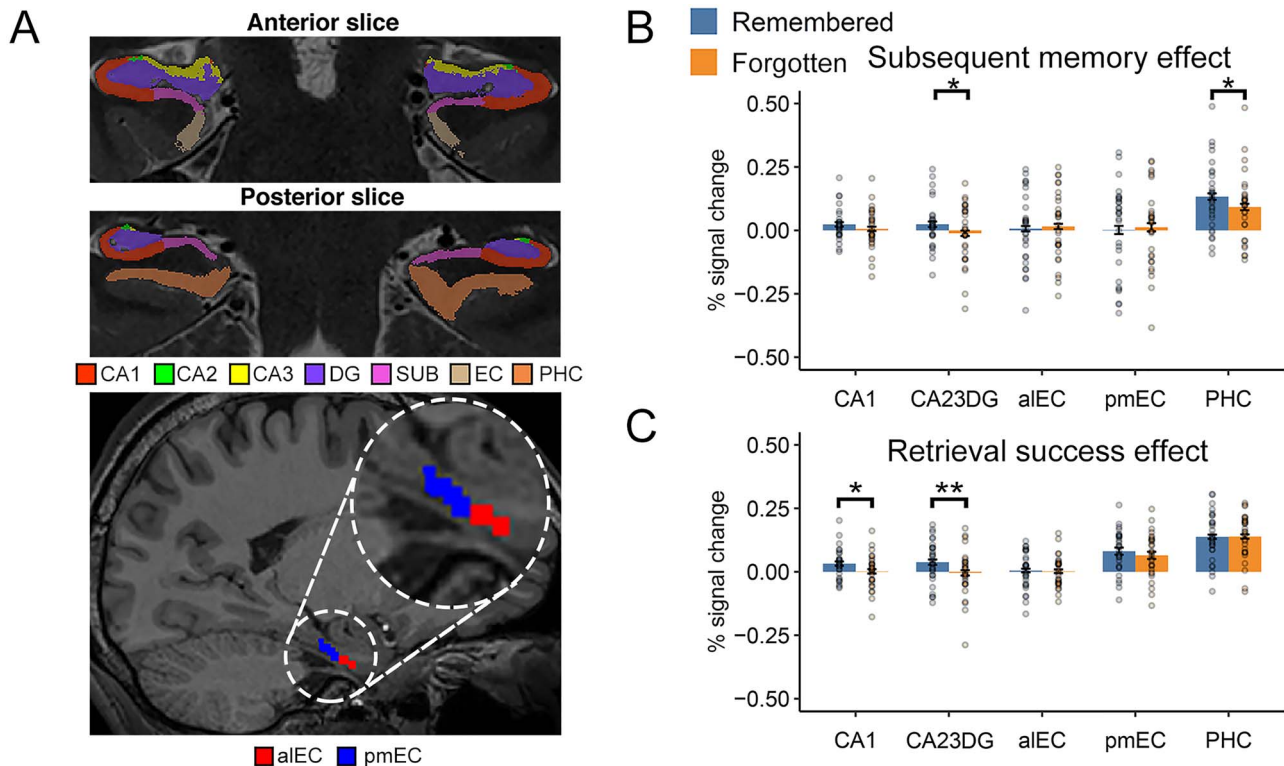 A
Anterior slice
Posterior slice
CA1 CA2 CA3 DG SUB EC PHC
alEC pmEC
B
Remembered
Forgotten
Subsequent memory effect
* *
% signal change
0.50
0.25
0.00
−0.25
−0.50
CA1 CA23DG alEC pmEC PHC
C
Retrieval success effect
* **
% signal change
0.50
0.25
0.00
−0.25
−0.50
CA1 CA23DG alEC pmEC PHC